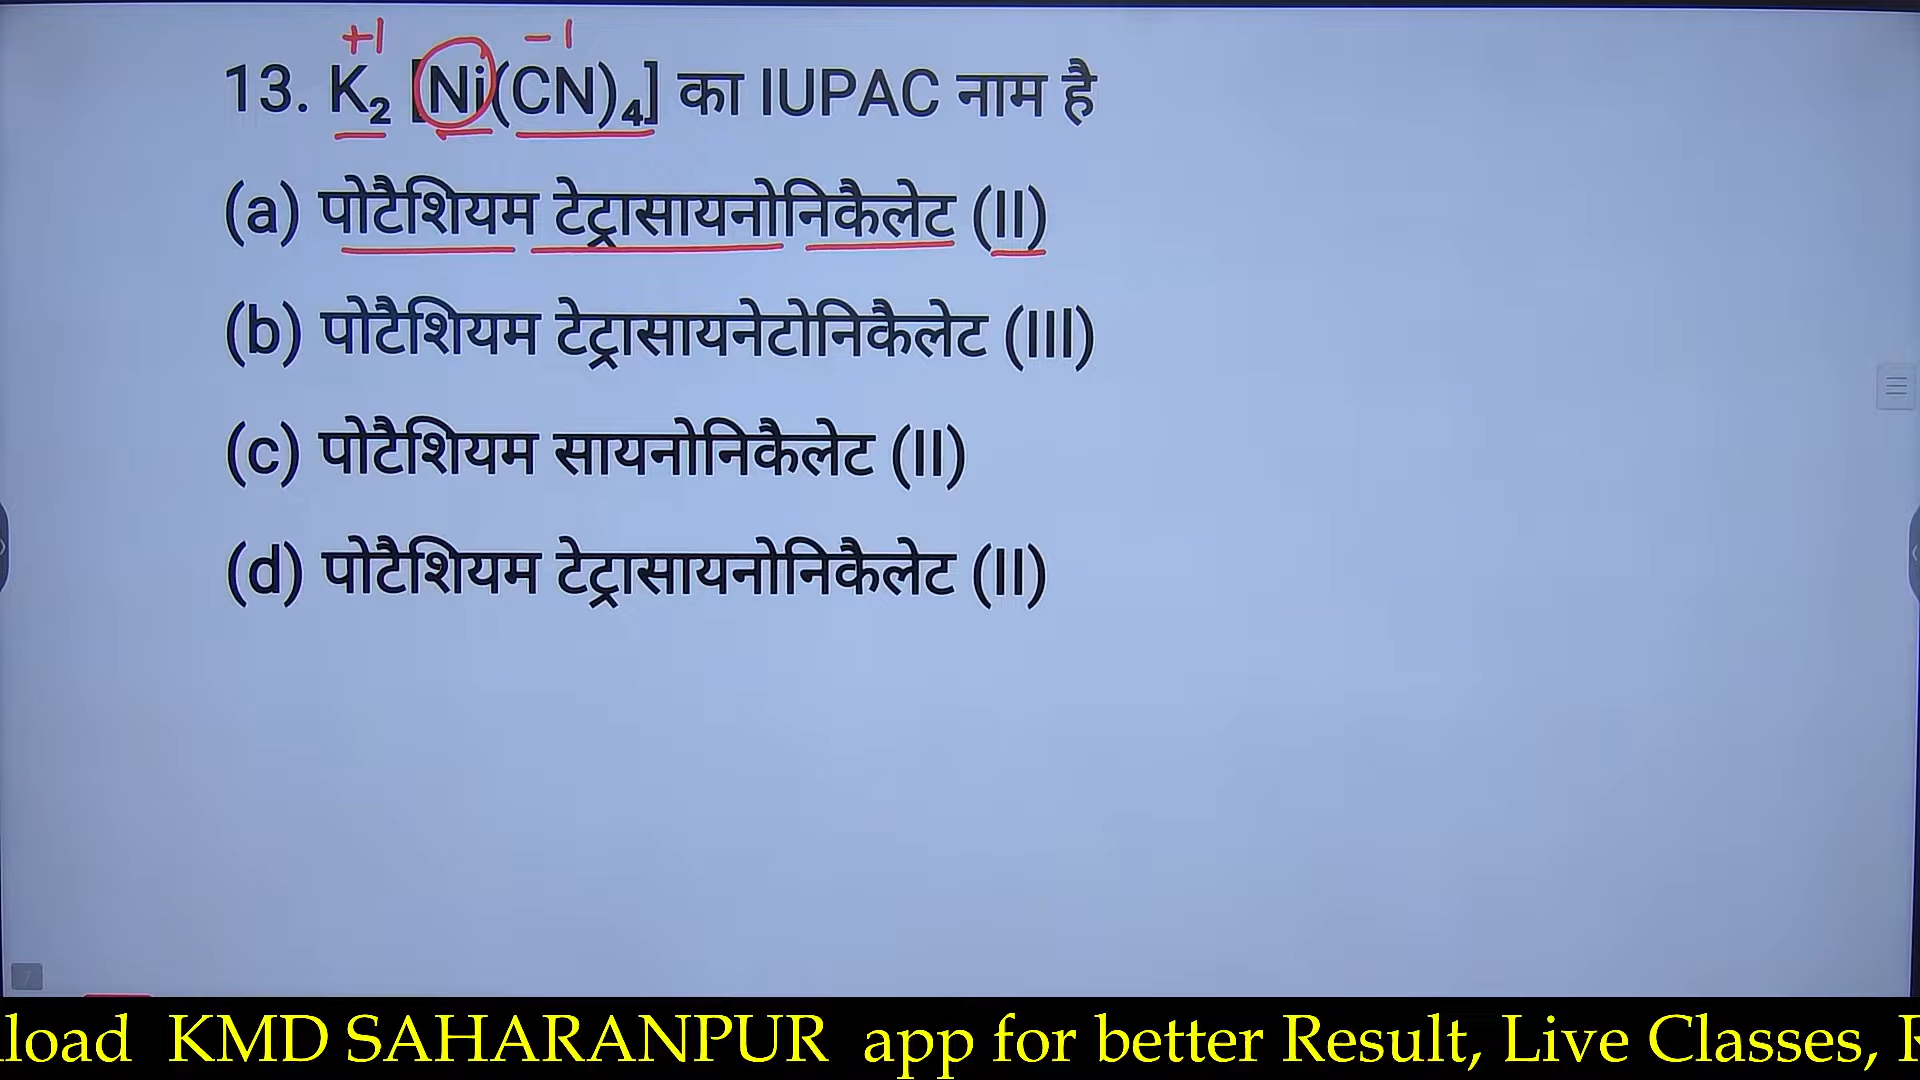 +1 -1
13. K₂ [Ni(CN)₄] का IUPAC नाम है
(a) पोटैशियम टेट्रासायनोनिकैलेट (II)
(b) पोटैशियम टेट्रासायनेटोनिकैलेट (III)
(c) पोटैशियम सायनोनिकैलेट (II)
(d) पोटैशियम टेट्रासायनोनिकैलेट (II)
load KMD SAHARANPUR app for better Result, Live Classes,